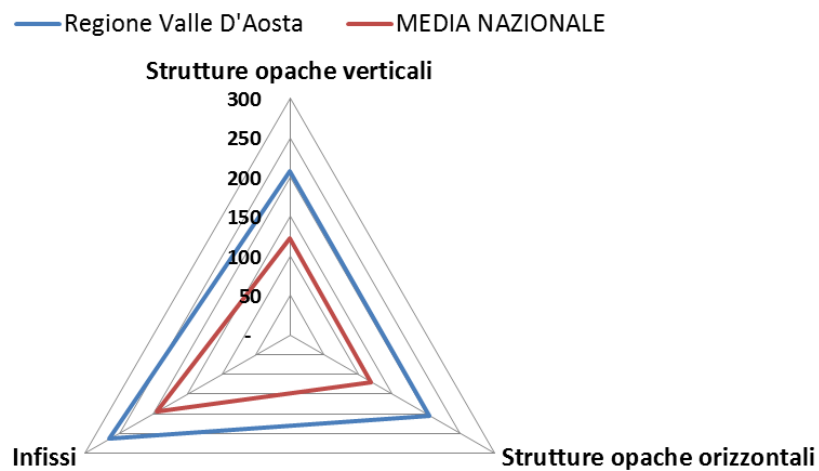 Regione Valle D'Aosta MEDIA NAZIONALE
Strutture opache verticali
300
250
200
150
100
50
-
Infissi
Strutture opache orizzontali